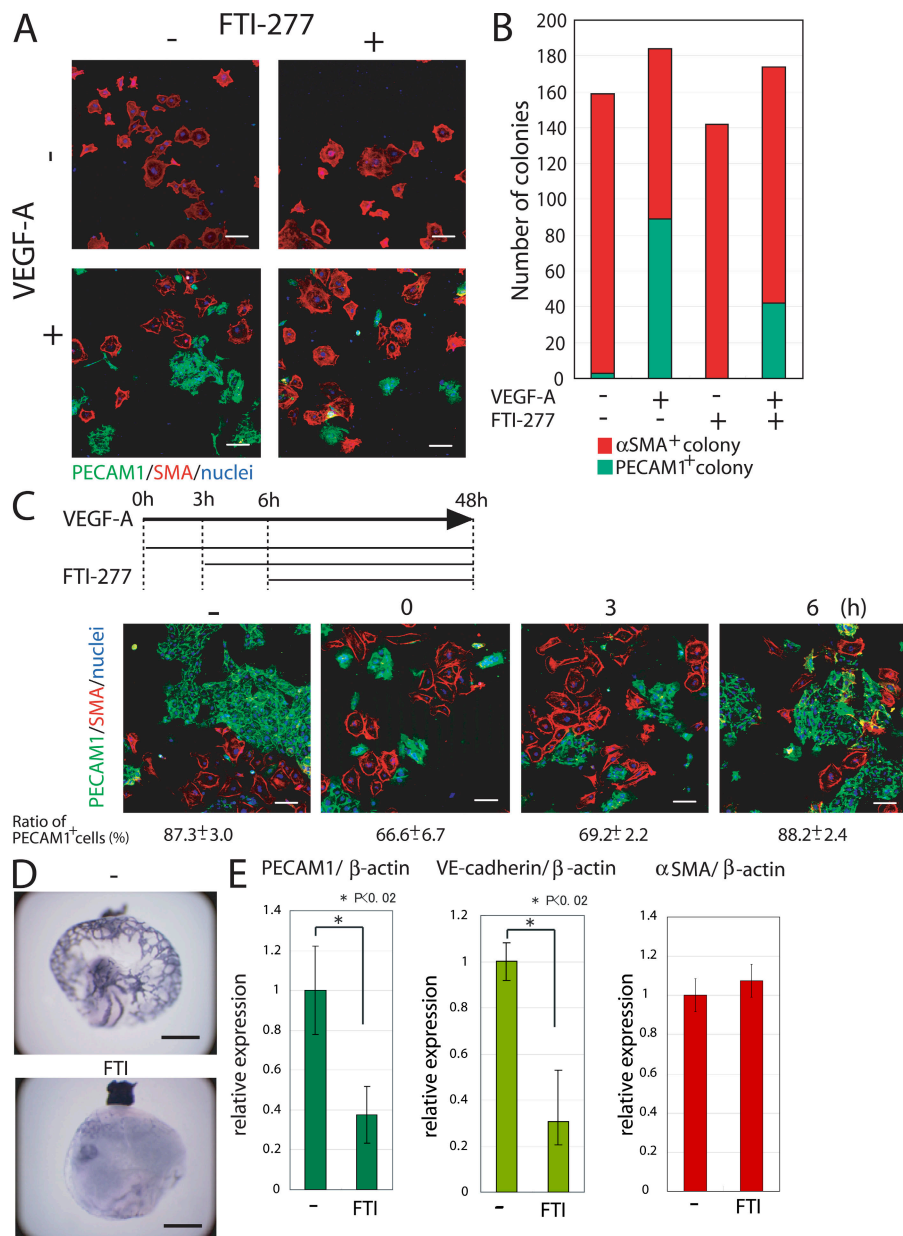 A
FTI-277
-
+
VEGF-A
-
+
PECAM1/SMA/nuclei
B
Number of colonies
200
180
160
140
120
100
80
60
40
20
0
VEGF-A - + - +
FTI-277 - - + +
αSMA+ colony
PECAM1+ colony
C
0h 3h 6h 48h
VEGF-A
FTI-277
- 0 3 6 (h)
PECAM1/SMA/nuclei
Ratio of
PECAM1+ cells (%)
87.3±3.0 66.6±6.7 69.2±2.2 88.2±2.4
D
-
FTI
E
PECAM1/ β-actin
* P<0.02
*
relative expression
1.4
1.2
1
0.8
0.6
0.4
0.2
0
- FTI
VE-cadherin/ β-actin
* P<0.02
*
relative expression
1.2
1
0.8
0.6
0.4
0.2
0
- FTI
αSMA/ β-actin
relative expression
1.4
1.2
1
0.8
0.6
0.4
0.2
0
- FTI